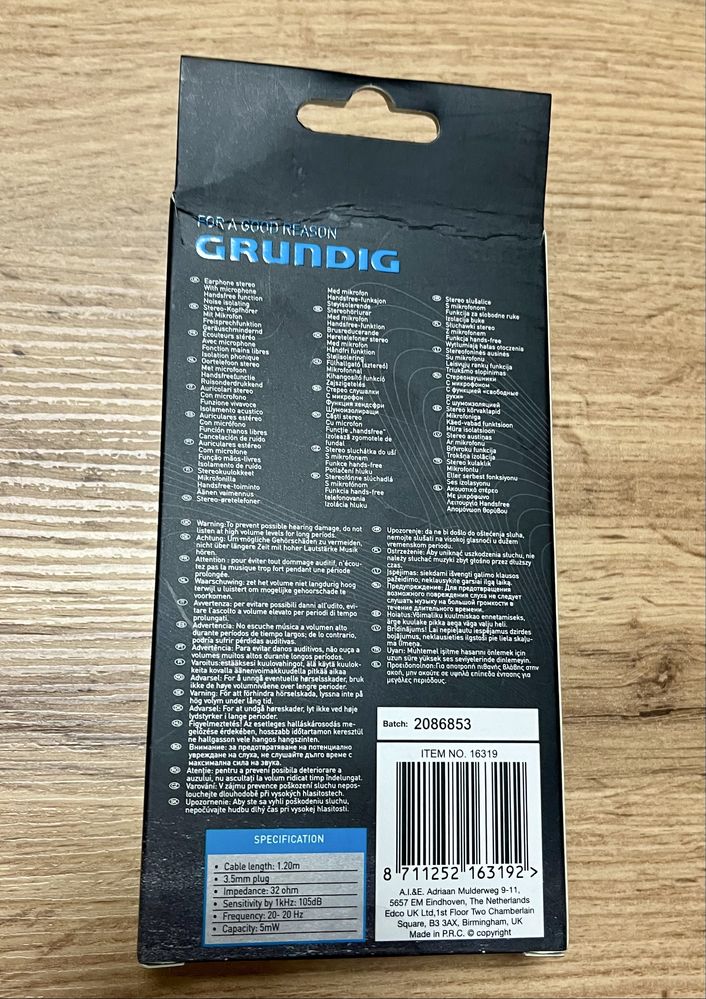 FOR A GOOD REASON
GRUNDIG
GB Earphone stereo
With microphone
Handsfree function
Noise isolating
Stereo-Kopfhörer
Mit Mikrofon
Freisprechfunktion
Geräuschmindernd
Écouteurs stéréo
Avec microphone
Fonction mains libres
Isolation phonique
Oortelefoon stereo
Met microfoon
Handsfreefunctie
Ruisonderdrukkend
Auricolari stereo
Con microfono
Funzione vivavoce
Isolamento acustico
Auriculares estéreo
Con micrófono
Función manos libres
Cancelación de ruido
Auriculares estéreo
Com microfone
Função mãos-livres
Isolamento de ruído
Stereokuulokkeet
Mikrofonilla
Handsfree-toiminto
Äänen vaimennus
Stereo-øretelefoner
Med mikrofon
Handsfree-funksjon
Støyisolerende
Stereohörlurar
Med mikrofon
Handsfree-funktion
Brusreducerande
Høretelefoner stereo
Med mikrofon
Håndfri funktion
Støjisolering
Fülhallgató (sztereó)
Mikrofonnal
Kihangosító funkció
Zajszigetelés
Стерео слушалки
С микрофон
Функция хендсфри
Шумоизолиращи
Căști stereo
Cu microfon
Funcție „handsfree”
Izolează zgomotele de
fundal
Stereo sluchátka do uší
S mikrofonem
Funkce hands-free
Potlačení hluku
Stereofónne slúchadlá
S mikrofónom
Funkcia hands-free
telefonovania
Izolácia hluku
Stereo slušalice
S mikrofonom
Funkcija za slobodne ruke
Izolacija buke
Słuchawki stereo
Z mikrofonem
Funkcja hands-free
Wytłumiają hałas otoczenia
Stereofoninės ausinės
Su mikrofonu
Laisvųjų rankų funkcija
Triukšmo slopinimas
Стереонаушники
С микрофоном
С функцией «свободные
руки»
С шумоизоляцией
Stereo kõrvaklapid
Mikrofoniga
Käed-vabad funktsioon
Müra isolatsioon
Stereo austiņas
Ar mikrofonu
Brīvroku funkcija
Trokšņa izolācija
Stereo kulaklık
Mikrofonlu
Eller serbest fonksiyonu
Ses izolasyonu
Ακουστικό στέρεο
Με μικρόφωνο
Λειτουργία Handsfree
Απομόνωση θορύβου
Warning: To prevent possible hearing damage, do not
listen at high volume levels for long periods.
Achtung: Um mögliche Gehörschäden zu vermeiden,
nicht über längere Zeit mit hoher Lautstärke Musik
hören.
Attention : pour éviter tout dommage auditif, n'écou-
tez pas la musique trop fort pendant une période
prolongée.
Waarschuwing: zet het volume niet langdurig hoog
terwijl u luistert om mogelijke gehoorschade te
voorkomen.
Avvertenza: per evitare possibili danni all'udito, evi-
tare l'ascolto a volume elevato per periodi di tempo
prolungati.
Advertencia: No escuche música a volumen alto
durante períodos de tiempo largos; de lo contrario,
podría sufrir pérdidas auditivas.
Advertência: Para evitar danos auditivos, não ouça a
volumes muitos altos durante longos períodos.
Varoitus:estääksesi kuulovahingot, älä käytä kuulok-
keita kovalla äänenvoimakkuudella pitkää aikaa
Advarsel: For å unngå eventuelle hørselsskader, bruk
ikke de høye volumnivåene over lengre perioder.
Varning: För att förhindra hörselskada, lyssna inte på
hög volym under lång tid.
Advarsel: For at undgå høreskader, lyt ikke ved høje
lydstyrker i lange perioder.
Figyelmeztetés! Az esetleges halláskárosodás me-
gelőzése érdekében, hosszabb időtartamon keresztül
ne hallgasson vele hangos hangszinten.
Внимание: за предотвратяване на потенциално
увреждане на слуха, не слушайте дълго време с
максимална сила на звука.
Atenție: pentru a preveni posibila deteriorare a
auzului, nu ascultați la volum ridicat timp îndelungat.
Varování: V zájmu prevence poškození sluchu nepos-
louchejte dlouhodobě při vysokých hlasitostech.
Upozornenie: Aby ste sa vyhli poškodeniu sluchu,
nepočúvajte hudbu dlhý čas pri vysokej hlasitosti.
Upozorenje: da ne bi došlo do oštećenja sluha,
nemojte slušati na visokoj glasnoći u dužem
vremenskom periodu.
Ostrzeżenie: Aby uniknąć uszkodzenia słuchu, nie
należy słuchać muzyki zbyt głośno przez dłuższy
czas.
Įspėjimas: siekdami išvengti galimo klausos
pažeidimo, neklausykite garsiai ilgą laiką.
Предупреждение: Для предотвращения
возможного повреждения слуха не следует
слушать музыку на большой громкости в
течение длительного времени.
Hoiatus:Võimaliku kuulmiskao ennetamiseks,
ärge kuulake pikka aega väga valju heli.
Brīdinājums! Lai nepieļautu iespējamus dzirdes
bojājumus, neklausieties ilgstoši pie liela skaļu-
ma līmeņa.
Uyarı: Muhtemel işitme hasarını önlemek için
uzun süre yüksek ses seviyelerinde dinlemeyin.
Προειδοποίηση: Για αποφυγή πιθανής βλάβης στην
ακοή, μην ακούτε σε υψηλά επίπεδα έντασης για
μεγάλες περιόδους.
Batch: 2086853
ITEM NO. 16319
8 711252 163192 >
A.I.&E. Adriaan Mulderweg 9-11,
5657 EM Eindhoven, The Netherlands
Edco UK Ltd,1st Floor Two Chamberlain
Square, B3 3AX, Birmingham, UK
Made in P.R.C. © copyright
SPECIFICATION
• Cable length: 1.20m
• 3.5mm plug
• Impedance: 32 ohm
• Sensitivity by 1kHz: 105dB
• Frequency: 20- 20 Hz
• Capacity: 5mW